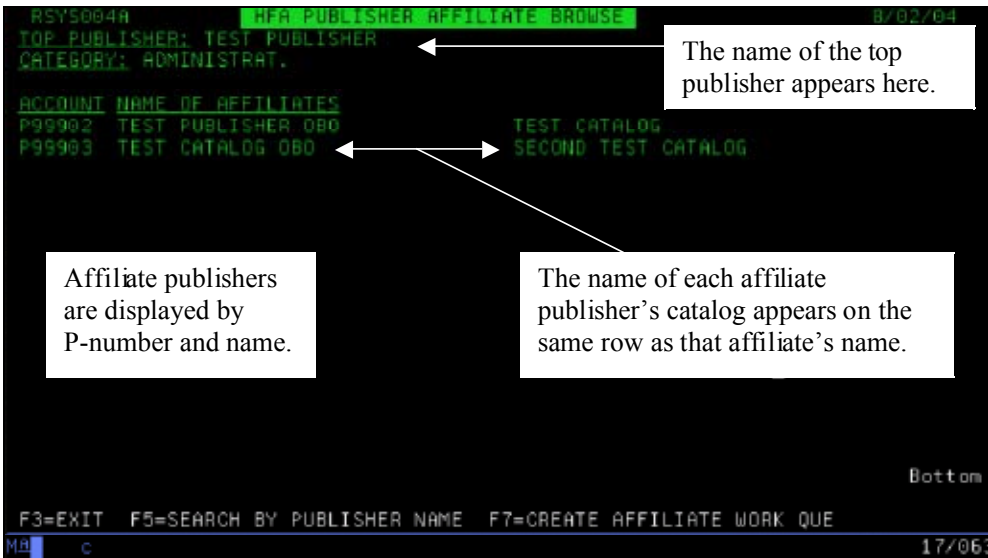 RSYS004A HFA PUBLISHER AFFILIATE BROWSE 8/02/04
TOP PUBLISHER: TEST PUBLISHER
CATEGORY: ADMINISTRAT.
The name of the top
publisher appears here.
ACCOUNT NAME OF AFFILIATES
P99902 TEST PUBLISHER OBO TEST CATALOG
P99903 TEST CATALOG OBO SECOND TEST CATALOG
Affiliate publishers
are displayed by
P-number and name.
The name of each affiliate
publisher's catalog appears on the
same row as that affiliate's name.
Bottom
F3=EXIT F5=SEARCH BY PUBLISHER NAME F7=CREATE AFFILIATE WORK QUE
MA c 17/063